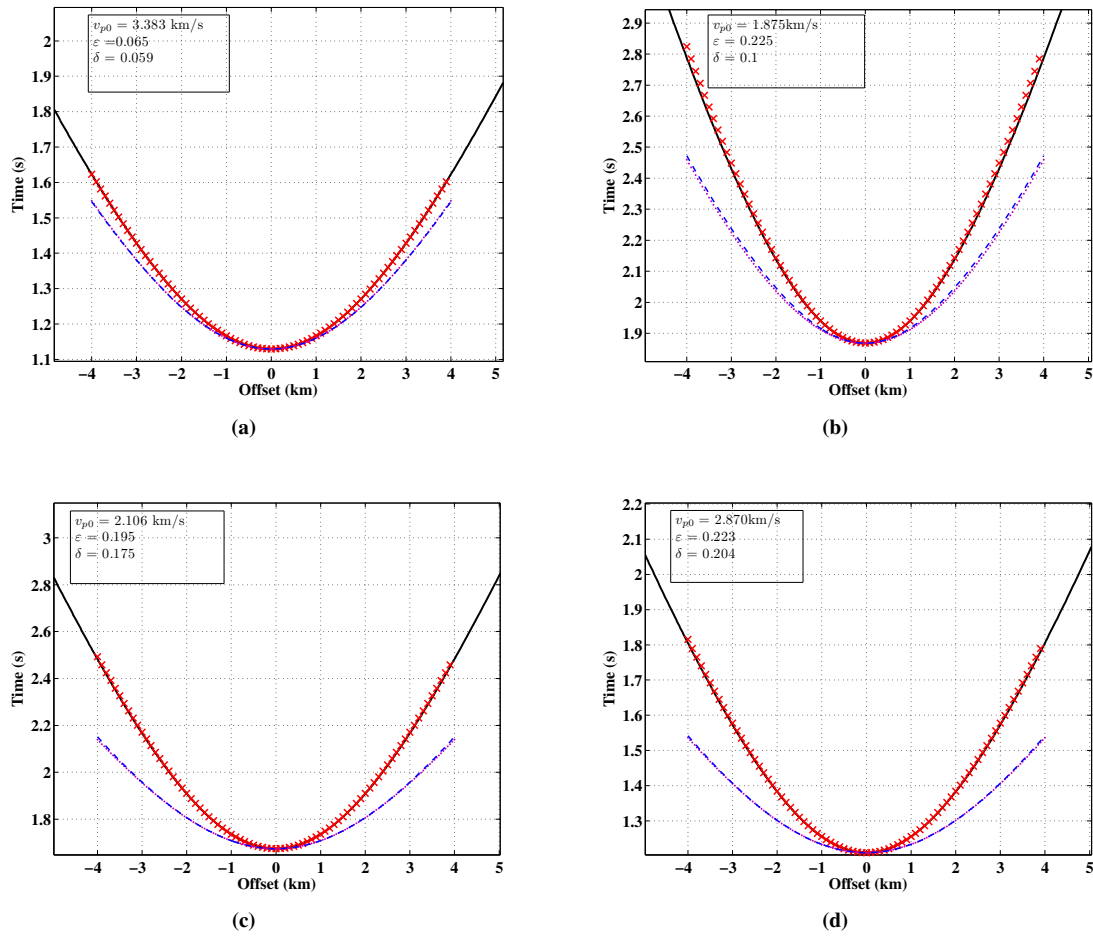 v_{p0} = 3.383 km/s
ε =0.065
δ = 0.059
2
1.9
1.8
1.7
1.6
1.5
1.4
1.3
1.2
1.1
Time (s)
−4 −3 −2 −1 0 1 2 3 4 5
Offset (km)
(a)
v_{p0} = 1.875km/s
ε = 0.225
δ = 0.1
2.9
2.8
2.7
2.6
2.5
2.4
2.3
2.2
2.1
2
1.9
Time (s)
−4 −3 −2 −1 0 1 2 3 4 5
Offset (km)
(b)
v_{p0} = 2.106 km/s
ε = 0.195
δ = 0.175
3
2.8
2.6
2.4
2.2
2
1.8
Time (s)
−4 −3 −2 −1 0 1 2 3 4 5
Offset (km)
(c)
v_{p0} = 2.870km/s
ε = 0.223
δ = 0.204
2.2
2.1
2
1.9
1.8
1.7
1.6
1.5
1.4
1.3
Time (s)
−4 −3 −2 −1 0 1 2 3 4 5
Offset (km)
(d)